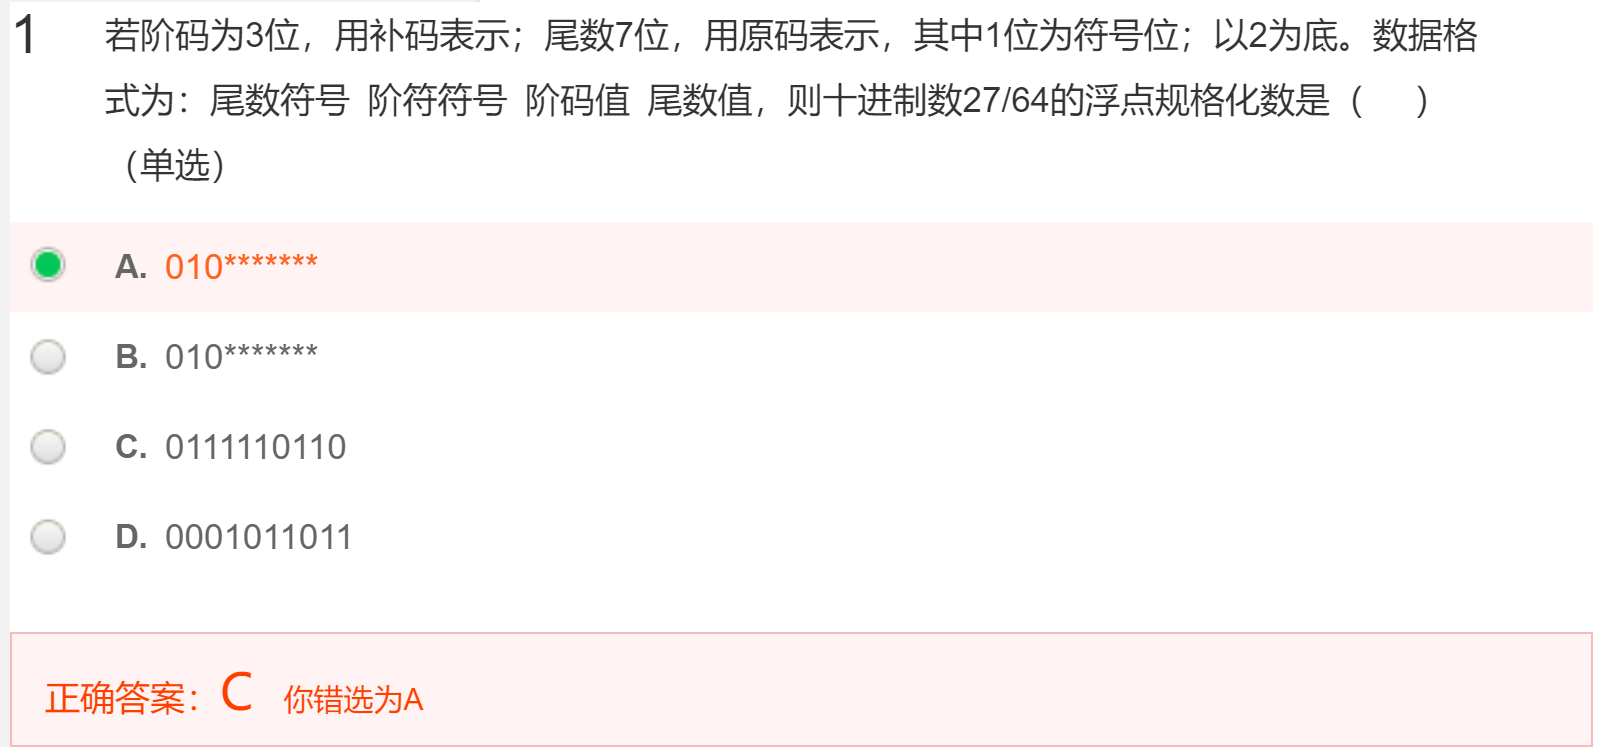 1 若阶码为3位，用补码表示；尾数7位，用原码表示，其中1位为符号位；以2为底。数据格
式为：尾数符号 阶符符号 阶码值 尾数值，则十进制数27/64的浮点规格化数是（ ）
（单选）
A. 010*******
B. 010*******
C. 0111110110
D. 0001011011
正确答案：C 你错选为A